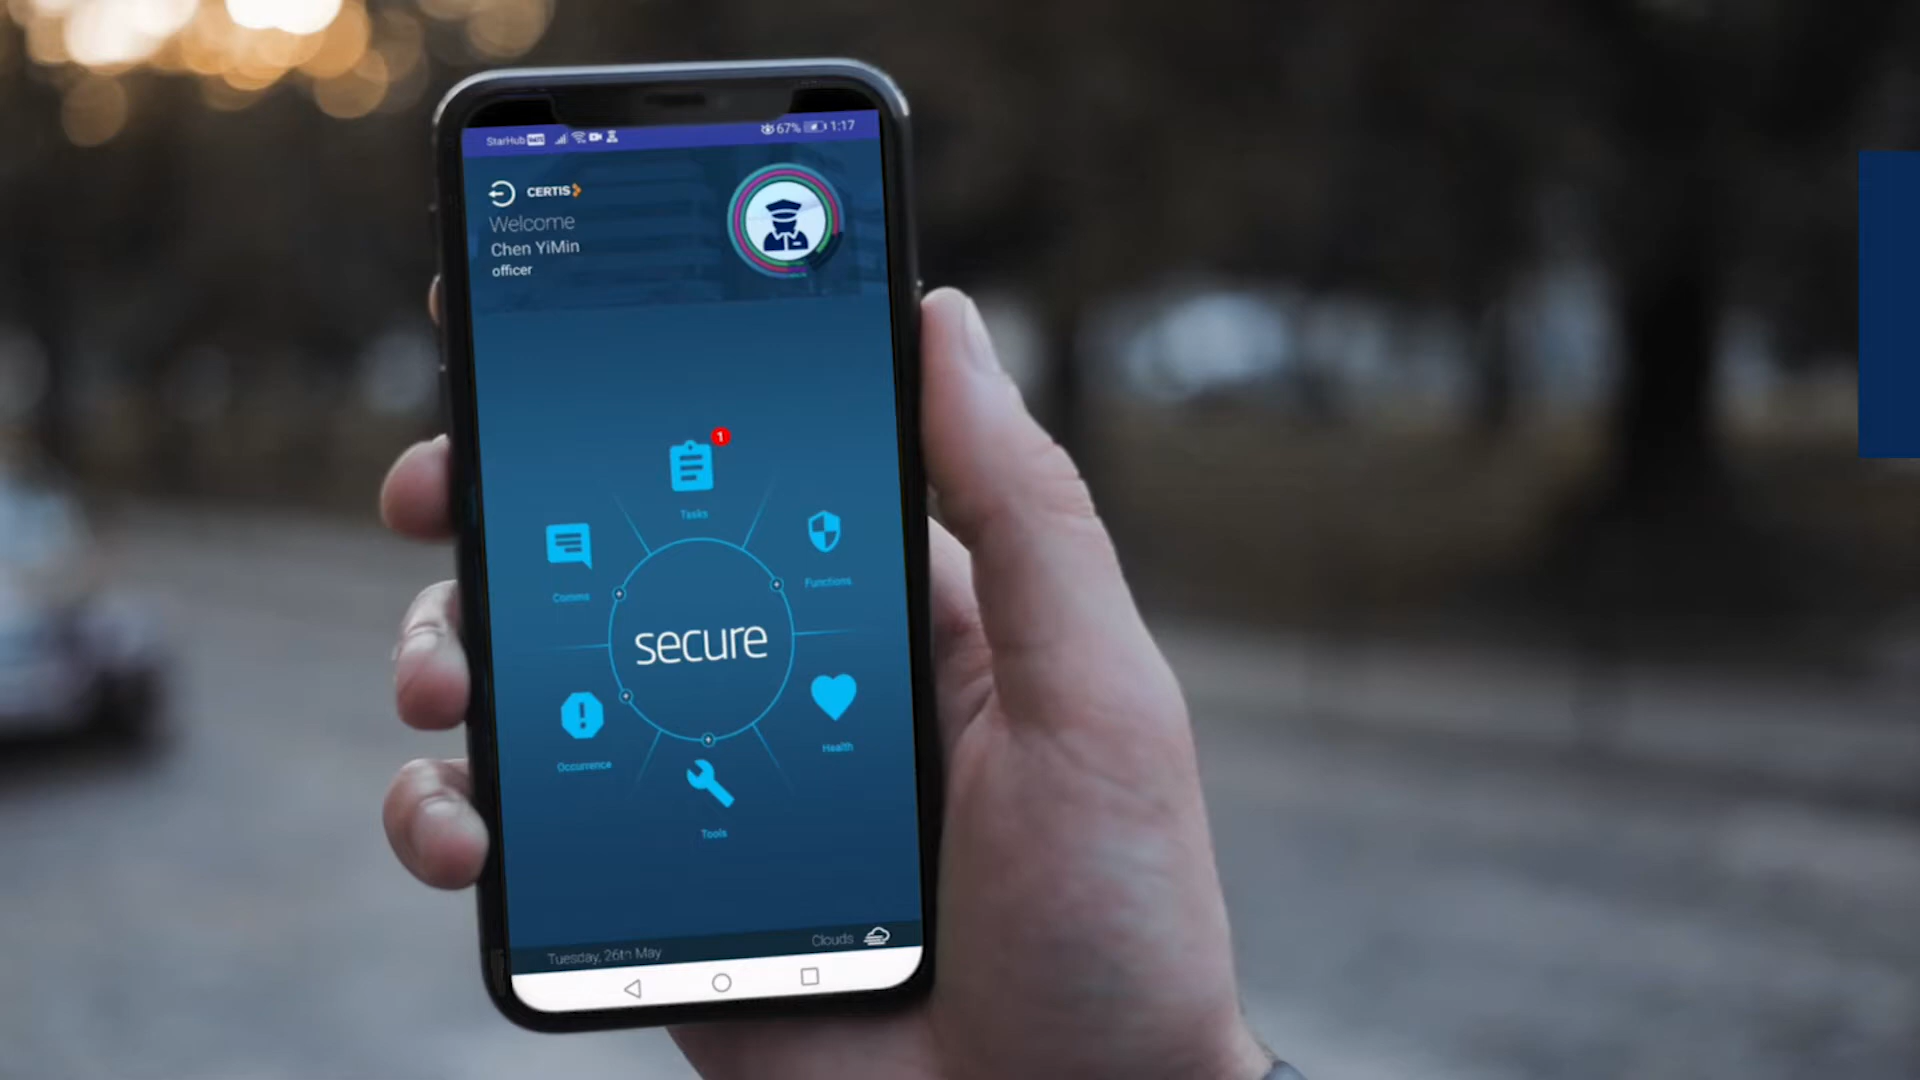 StarHub
67% 1:17
CERTIS
Welcome
Chen YiMin
officer
1
Tasks
Comms
Functions
secure
Occurrence
Health
Tools
Tuesday, 26th May
Clouds